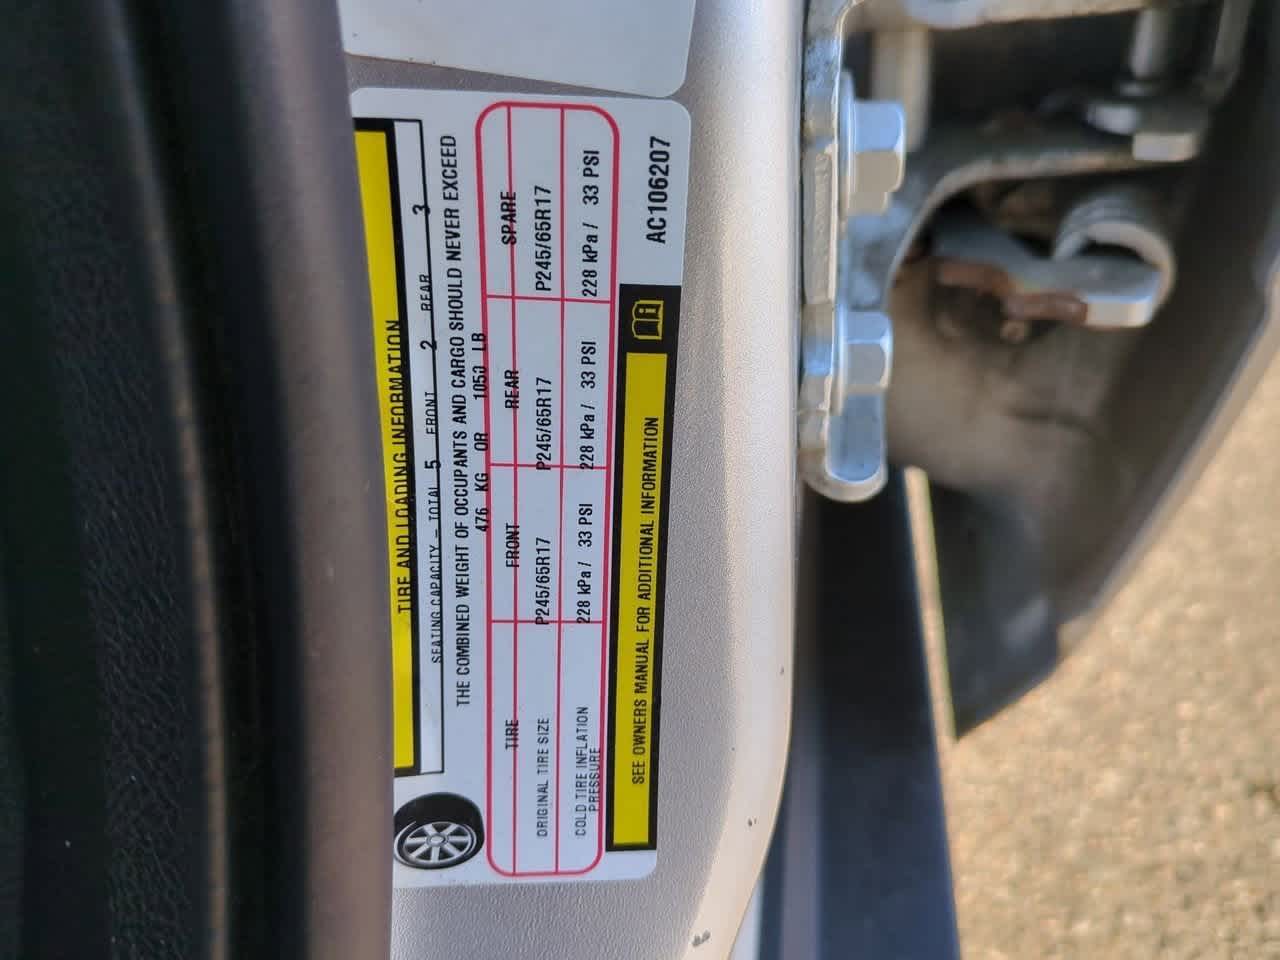 TIRE AND LOADING INFORMATION
SEATING CAPACITY – TOTAL 5 FRONT 2 REAR 3
THE COMBINED WEIGHT OF OCCUPANTS AND CARGO SHOULD NEVER EXCEED
476 KG OR 1050 LB
TIRE FRONT REAR SPARE
ORIGINAL TIRE SIZE P245/65R17 P245/65R17 P245/65R17
COLD TIRE INFLATION PRESSURE 228 kPa / 33 PSI 228 kPa / 33 PSI 228 kPa / 33 PSI
SEE OWNERS MANUAL FOR ADDITIONAL INFORMATION
AC106207